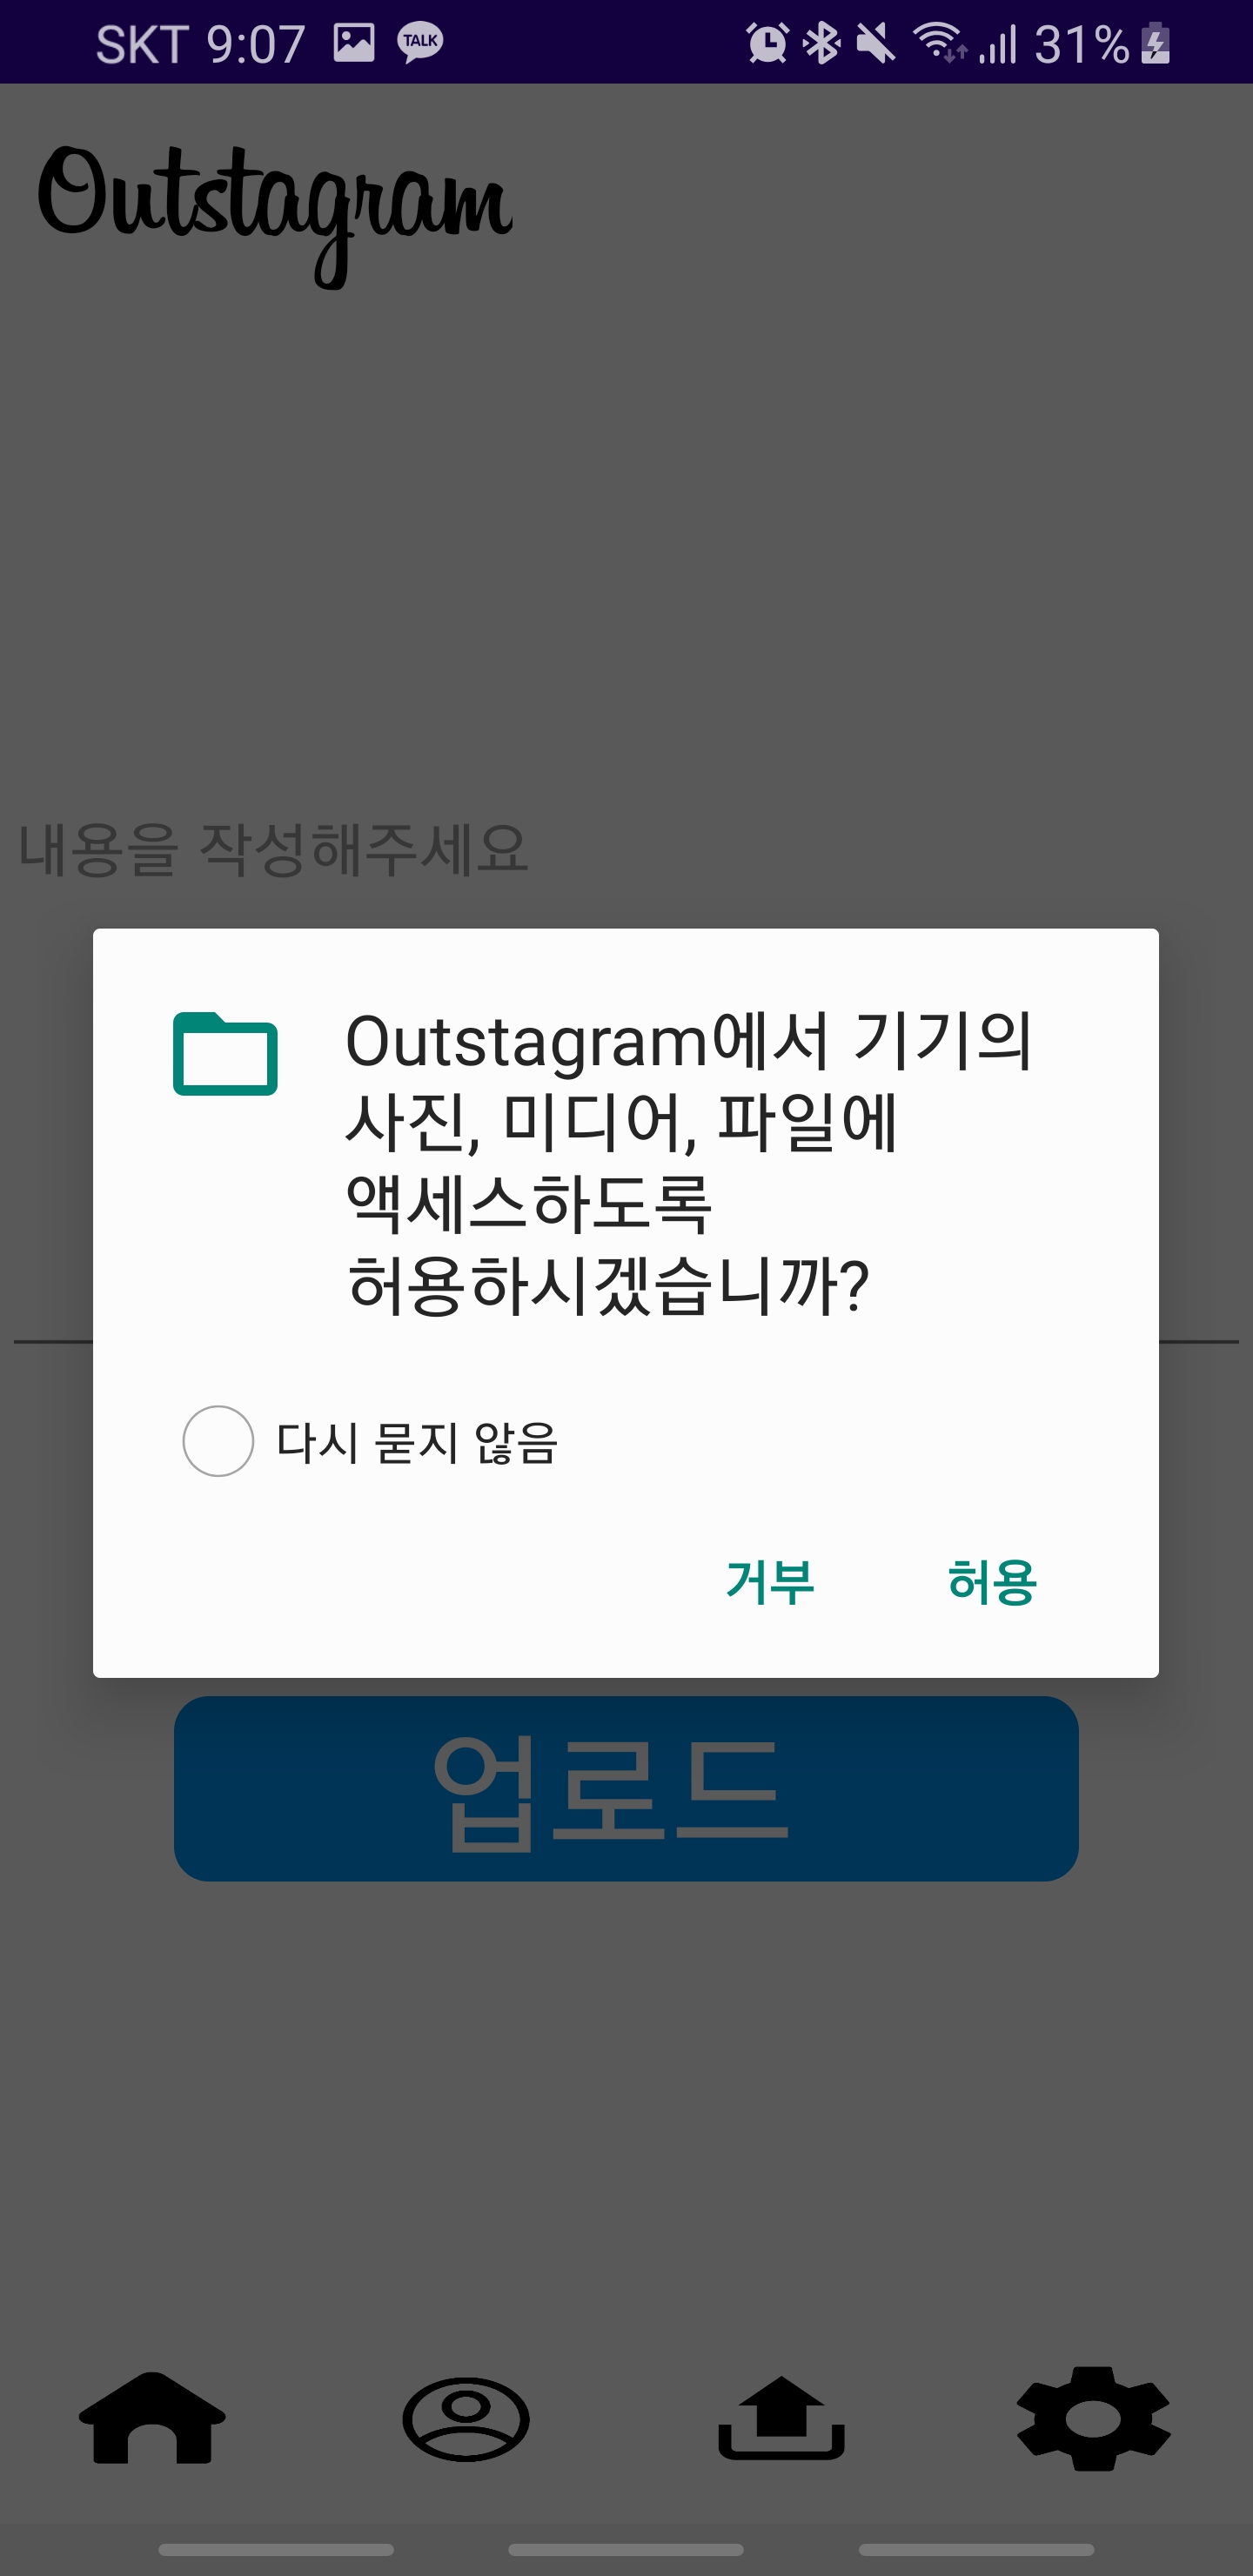 SKT 9:07 TALK 31%
Outstagram
내용을 작성해주세요
Outstagram에서 기기의
사진, 미디어, 파일에
액세스하도록
허용하시겠습니까?
다시 묻지 않음
거부 허용
업로드